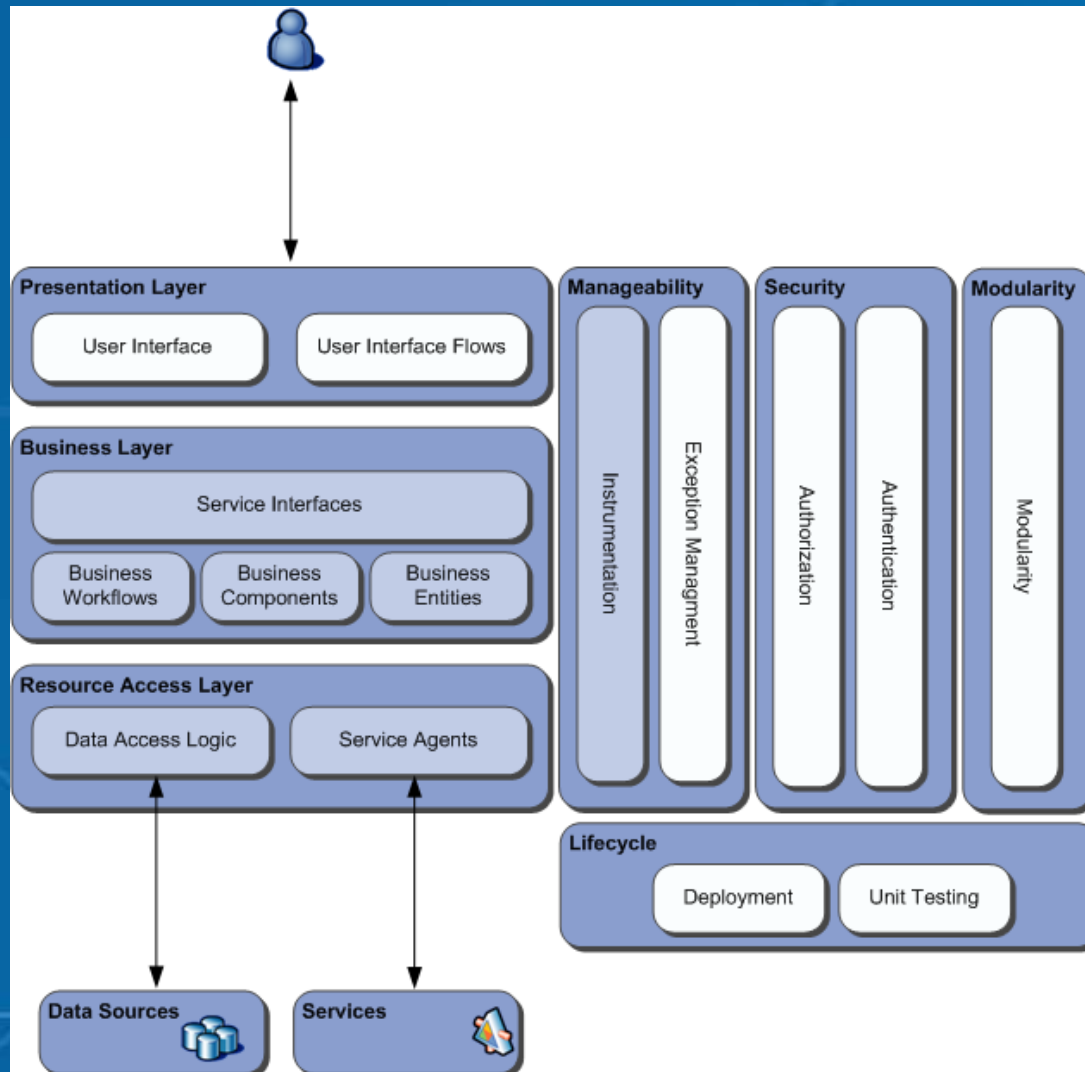 Presentation Layer
User Interface
User Interface Flows
Business Layer
Service Interfaces
Business
Workflows
Business
Components
Business
Entities
Resource Access Layer
Data Access Logic
Service Agents
Data Sources
Services
Manageability
Instrumentation
Exception Managment
Security
Authorization
Authentication
Modularity
Modularity
Lifecycle
Deployment
Unit Testing